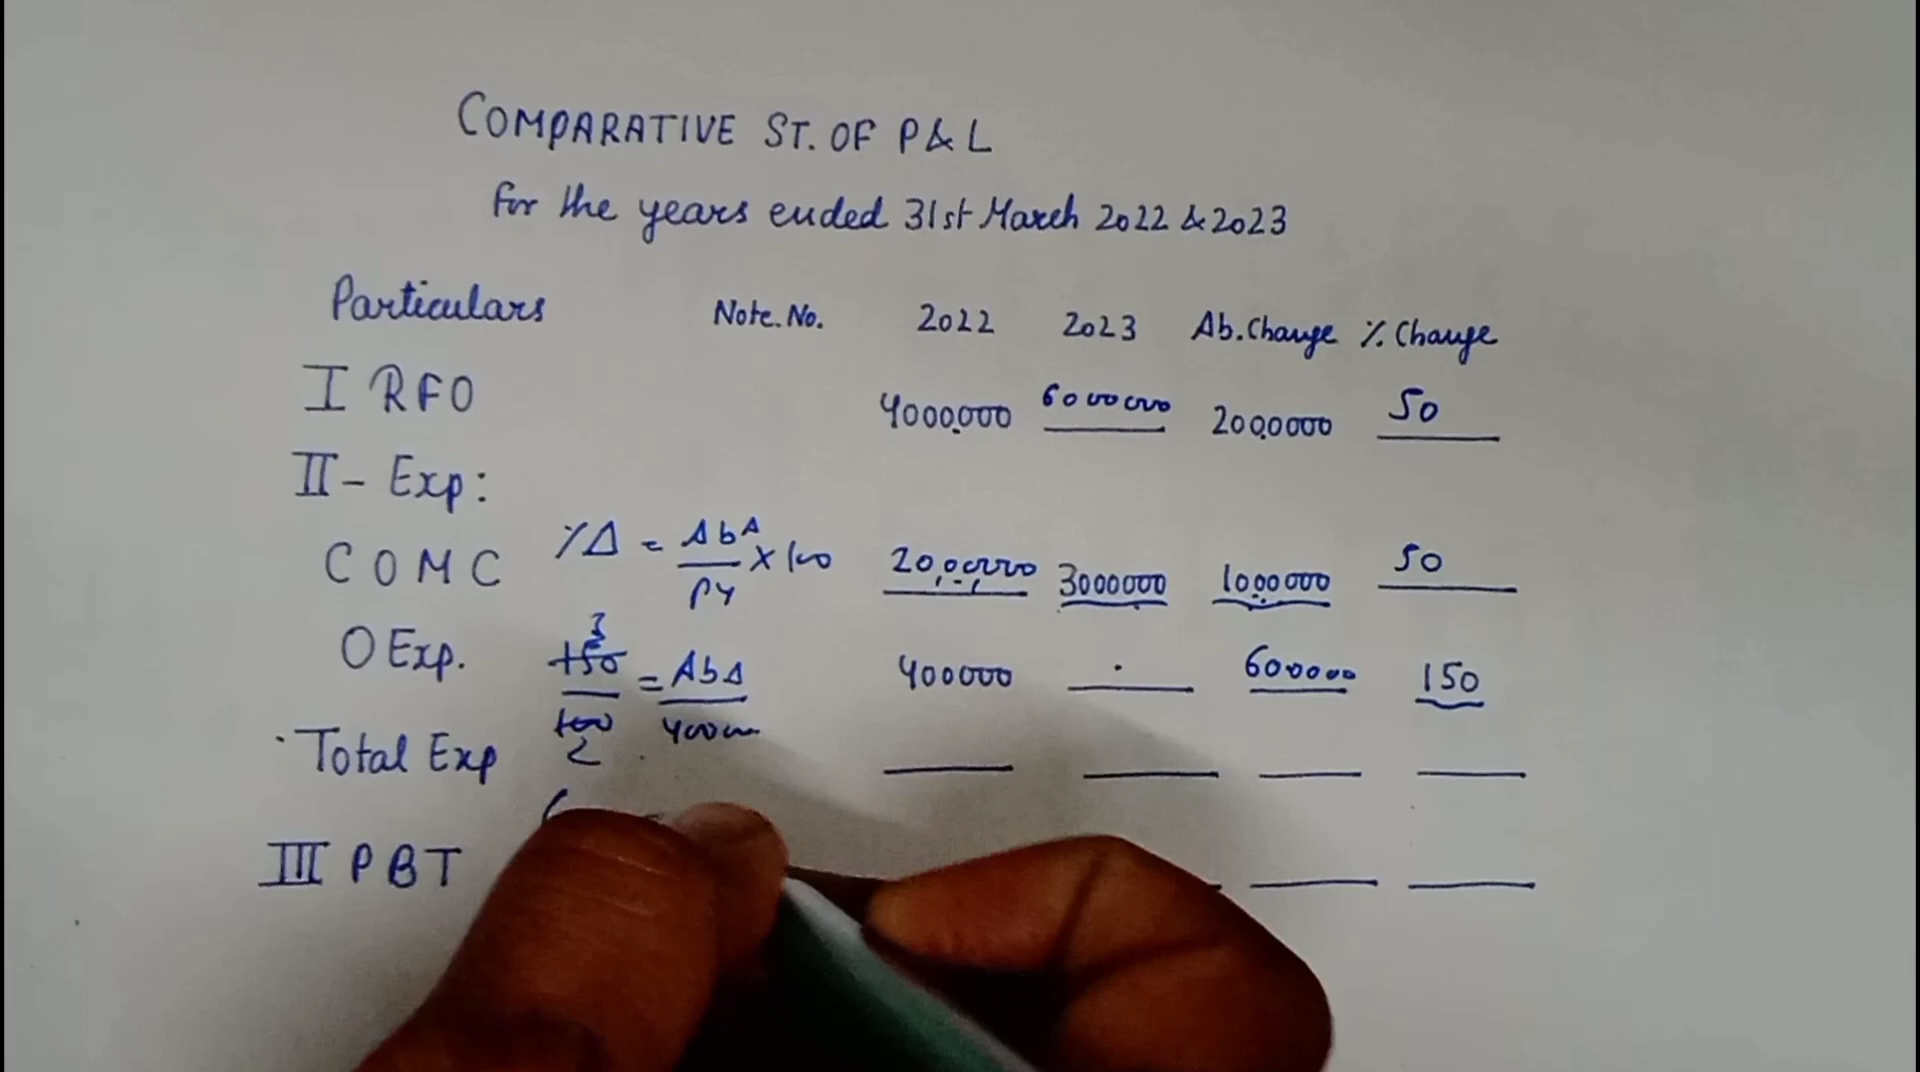 COMPARATIVE ST. OF P&L
for the years ended 31st March 2022 & 2023
Particulars Note.No. 2022 2023 Ab.Change % Change
I RFO 4000000 6000000 2000000 50
II- Exp:
COMC %Δ = AbΔ/PY X 100 2000000 3000000 1000000 50
O Exp. 3 150/100 2 = AbΔ/400000 400000 600000 150
Total Exp
III PBT